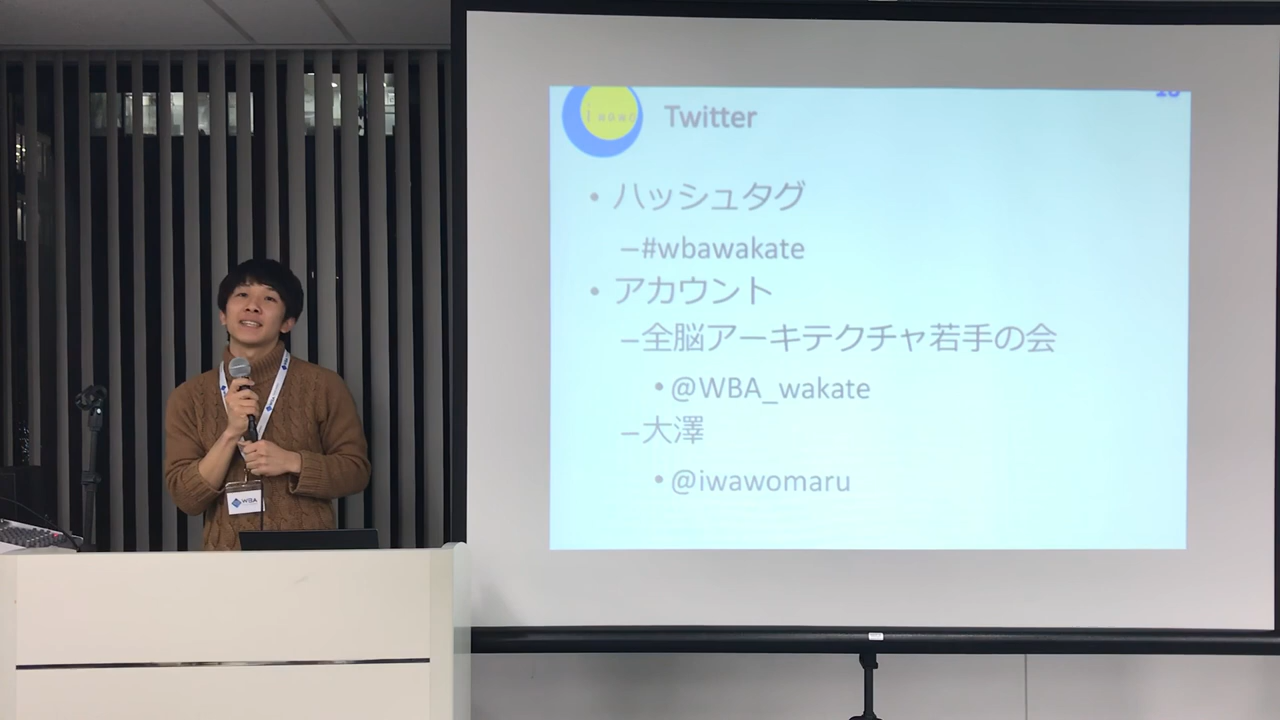 Twitter
• ハッシュタグ
–#wbawakate
• アカウント
–全脳アーキテクチャ若手の会
• @WBA_wakate
–大澤
• @iwawomaru
WBA